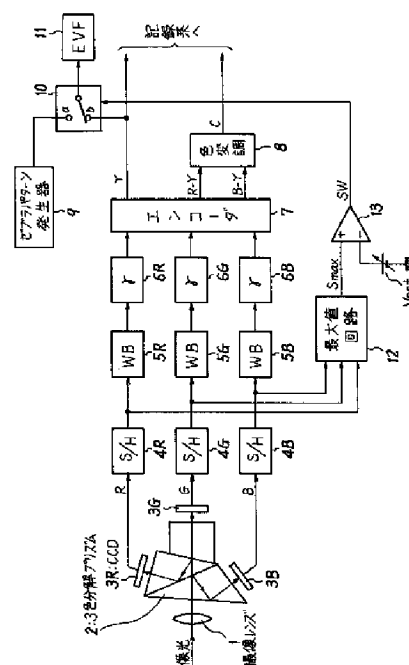 像光
撮像レンズ
1
2:3色分解プリズム
3R:CCD
3G
3B
R
G
B
S/H
4R
S/H
4G
S/H
4B
WB
5R
WB
5G
WB
5B
γ
6R
γ
6G
γ
6B
エンコーダ
7
Y
R-Y
B-Y
色変調
8
C
記録系へ
ゼブラパターン
発生器
9
10
a
b
EVF
11
最大値
回路
12
Smax
13
SW
+
-